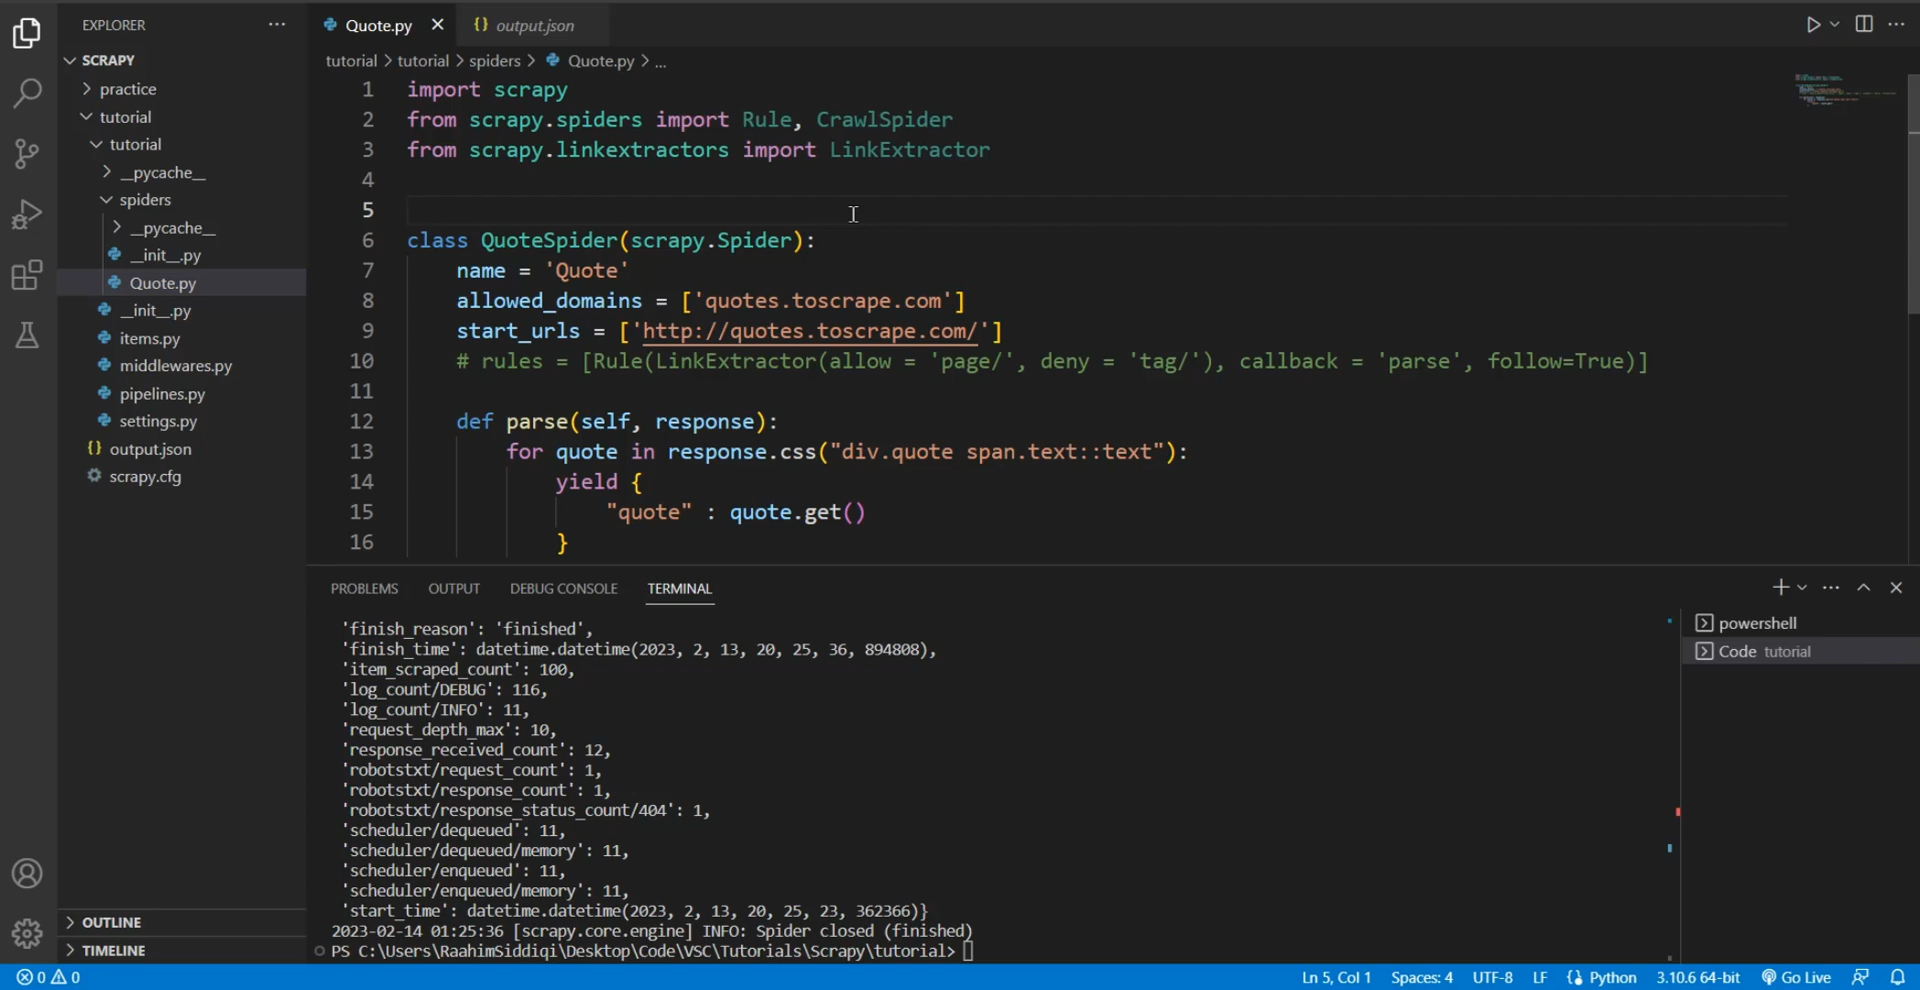 EXPLORER
SCRAPY
practice
tutorial
tutorial
__pycache__
spiders
__pycache__
__init__.py
Quote.py
__init__.py
items.py
middlewares.py
pipelines.py
settings.py
{} output.json
scrapy.cfg
OUTLINE
TIMELINE
Quote.py
{} output.json
tutorial > tutorial > spiders > Quote.py > ...
1 import scrapy
2 from scrapy.spiders import Rule, CrawlSpider
3 from scrapy.linkextractors import LinkExtractor
4
5
6 class QuoteSpider(scrapy.Spider):
7 name = 'Quote'
8 allowed_domains = ['quotes.toscrape.com']
9 start_urls = ['http://quotes.toscrape.com/']
10 # rules = [Rule(LinkExtractor(allow = 'page/', deny = 'tag/'), callback = 'parse', follow=True)]
11
12 def parse(self, response):
13 for quote in response.css("div.quote span.text::text"):
14 yield {
15 "quote" : quote.get()
16 }
PROBLEMS OUTPUT DEBUG CONSOLE TERMINAL
'finish_reason': 'finished',
'finish_time': datetime.datetime(2023, 2, 13, 20, 25, 36, 894808),
'item_scraped_count': 100,
'log_count/DEBUG': 116,
'log_count/INFO': 11,
'request_depth_max': 10,
'response_received_count': 12,
'robotstxt/request_count': 1,
'robotstxt/response_count': 1,
'robotstxt/response_status_count/404': 1,
'scheduler/dequeued': 11,
'scheduler/dequeued/memory': 11,
'scheduler/enqueued': 11,
'scheduler/enqueued/memory': 11,
'start_time': datetime.datetime(2023, 2, 13, 20, 25, 23, 362366)}
2023-02-14 01:25:36 [scrapy.core.engine] INFO: Spider closed (finished)
PS C:\Users\RaahimSiddiqi\Desktop\Code\VSC\Tutorials\Scrapy\tutorial>
powershell
Code tutorial
0 0
Ln 5, Col 1 Spaces: 4 UTF-8 LF {} Python 3.10.6 64-bit Go Live